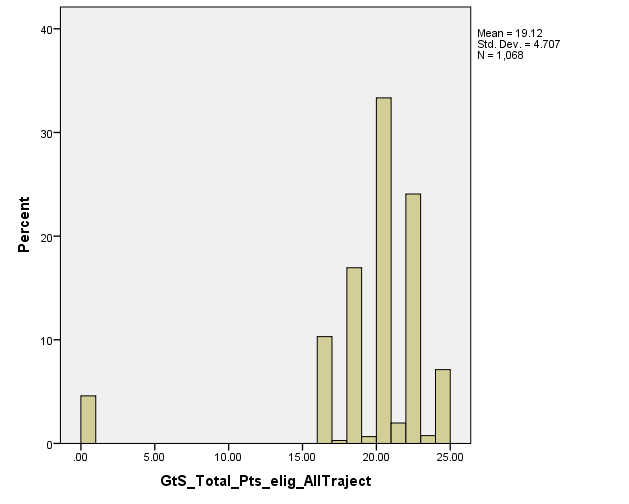 Mean = 19.12
Std. Dev. = 4.707
N = 1,068
40
30
20
10
0
Percent
.00 5.00 10.00 15.00 20.00 25.00
GtS_Total_Pts_elig_AllTraject